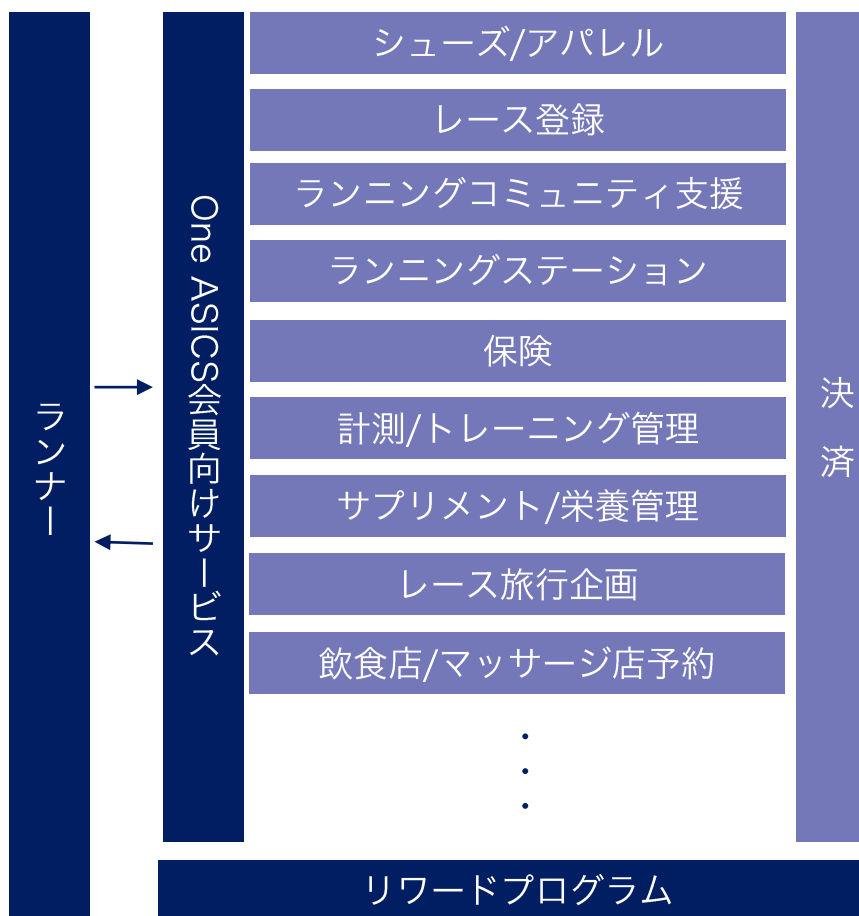 ランナー
One ASICS会員向けサービス
シューズ/アパレル
レース登録
ランニングコミュニティ支援
ランニングステーション
保険
計測/トレーニング管理
サプリメント/栄養管理
レース旅行企画
飲食店/マッサージ店予約
・
・
・
決済
リワードプログラム